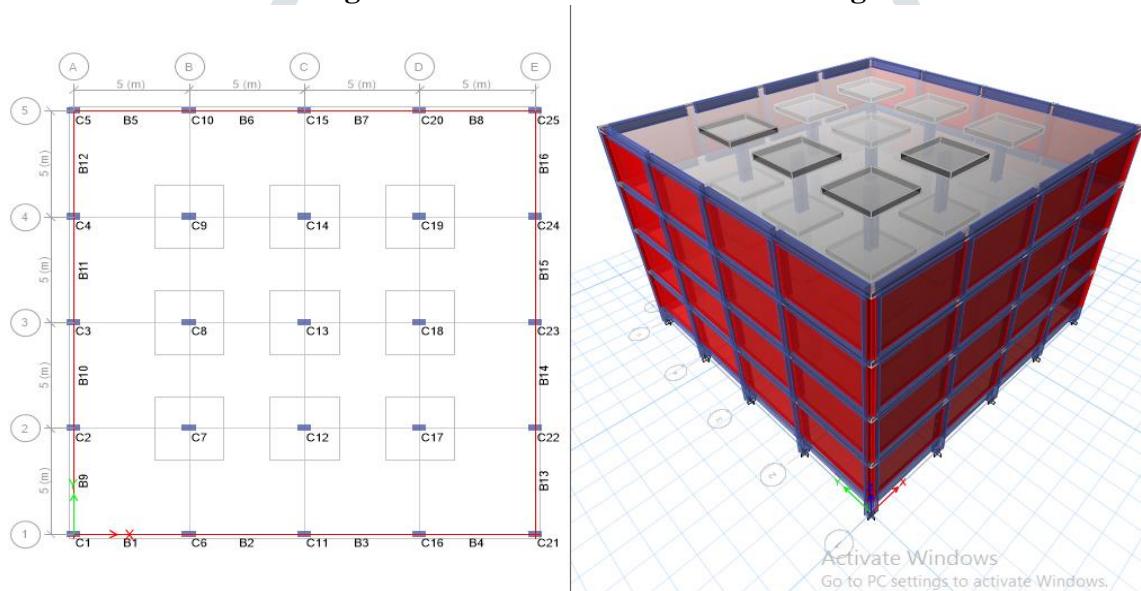 A B C D E
5 (m) 5 (m) 5 (m) 5 (m)
5
C5 B5 C10 B6 C15 B7 C20 B8 C25
5 (m) B12 B16
4
C4 C9 C14 C19 C24
5 (m) B11 B15
3
C3 C8 C13 C18 C23
5 (m) B10 B14
2
C2 C7 C12 C17 C22
5 (m) B9 B13
Y
1
X
C1 B1 C6 B2 C11 B3 C16 B4 C21
Y X
Activate Windows
Go to PC settings to activate Windows.